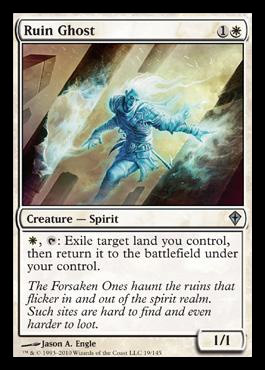 Ruin Ghost 1
Creature — Spirit
, : Exile target land you control,
then return it to the battlefield under
your control.
The Forsaken Ones haunt the ruins that
flicker in and out of the spirit realm.
Such sites are hard to find and even
harder to loot.
Jason A. Engle
1/1
™ & © 1993–2010 Wizards of the Coast LLC 19/145